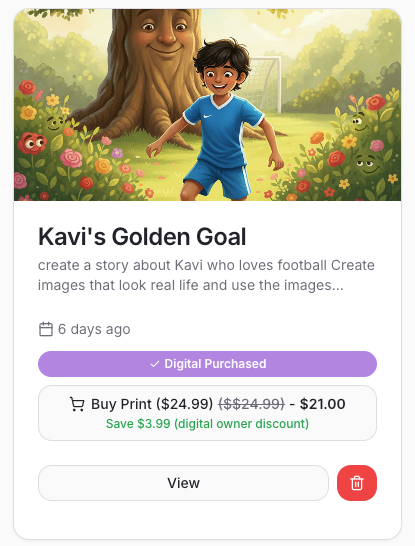 Kavi's Golden Goal
create a story about Kavi who loves football Create
images that look real life and use the images...
6 days ago
Digital Purchased
Buy Print ($24.99) ($$24.99) - $21.00
Save $3.99 (digital owner discount)
View